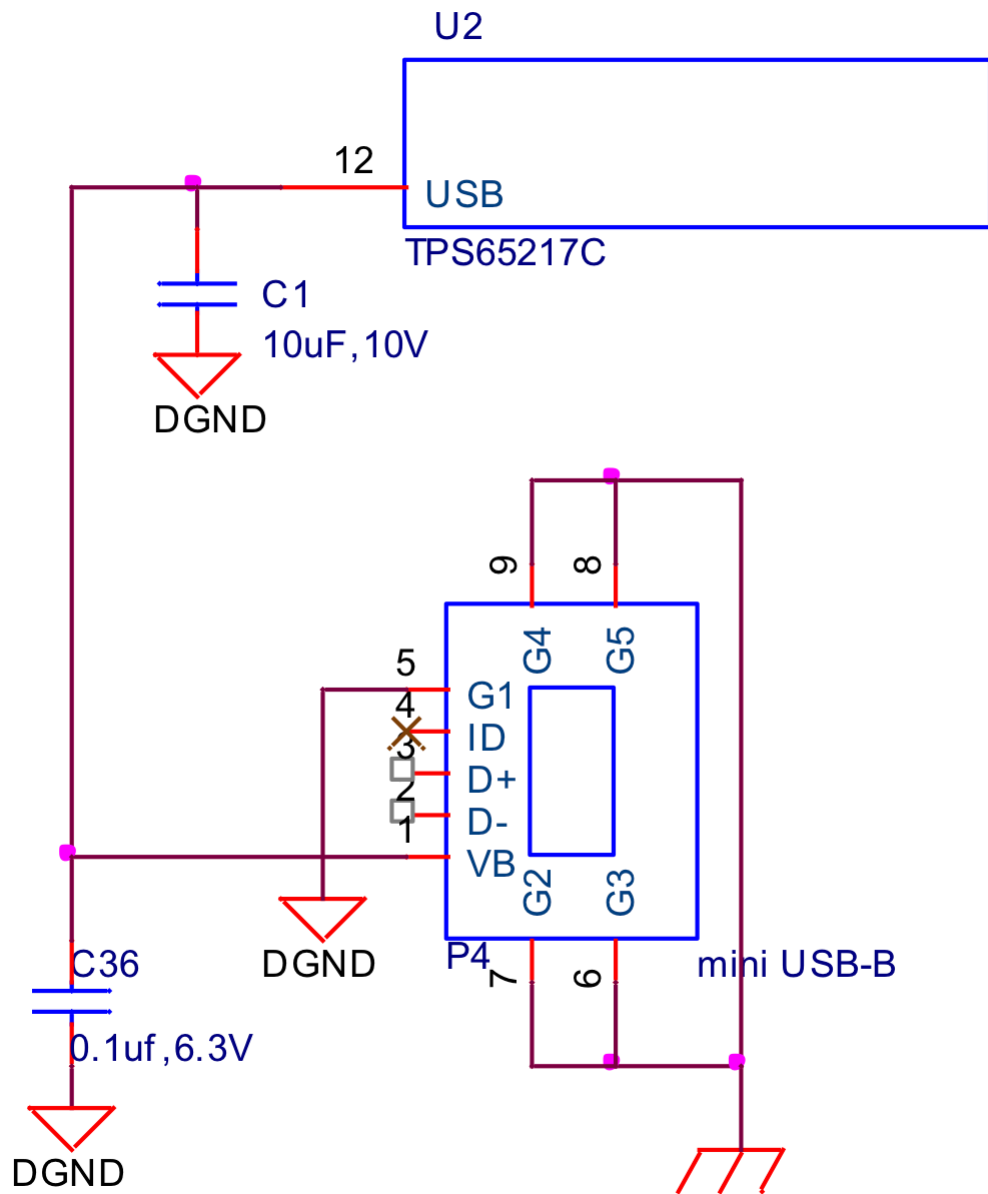 U2
12
USB
TPS65217C
C1
10uF,10V
DGND
9
8
G4
G5
5
G1
4
ID
3
D+
2
D-
1
VB
G2
G3
DGND
P4
mini USB-B
7
6
C36
0.1uf,6.3V
DGND